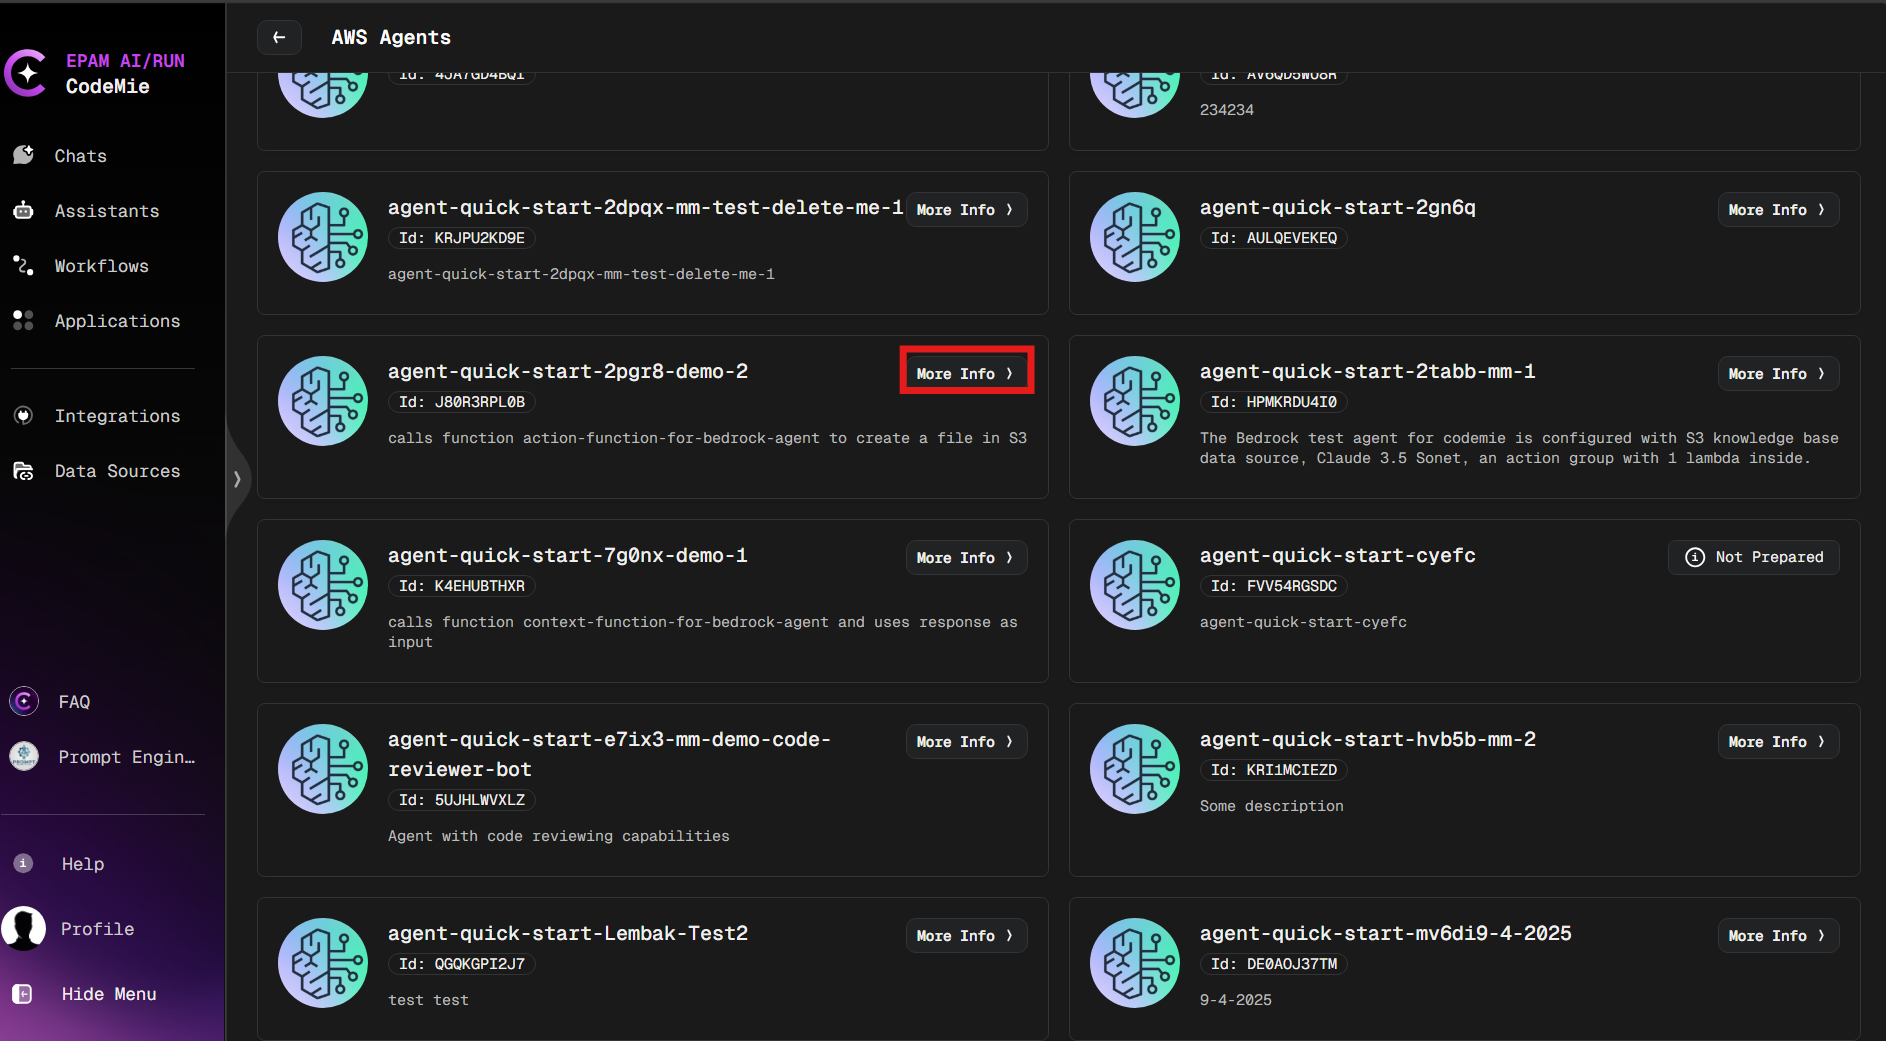 EPAM AI/RUN
CodeMie
Chats
Assistants
Workflows
Applications
Integrations
Data Sources
FAQ
Prompt Engin…
Help
Profile
Hide Menu
AWS Agents
Id: 4JA7GD4BQI
Id: AV6QD5WO8R
234234
agent-quick-start-2dpqx-mm-test-delete-me-1
More Info
Id: KRJPU2KD9E
agent-quick-start-2dpqx-mm-test-delete-me-1
agent-quick-start-2gn6q
More Info
Id: AULQEVEKEQ
agent-quick-start-2pgr8-demo-2
More Info
Id: J80R3RPL0B
calls function action-function-for-bedrock-agent to create a file in S3
agent-quick-start-2tabb-mm-1
More Info
Id: HPMKRDU4I0
The Bedrock test agent for codemie is configured with S3 knowledge base
data source, Claude 3.5 Sonet, an action group with 1 lambda inside.
agent-quick-start-7g0nx-demo-1
More Info
Id: K4EHUBTHXR
calls function context-function-for-bedrock-agent and uses response as
input
agent-quick-start-cyefc
Not Prepared
Id: FVV54RGSDC
agent-quick-start-cyefc
agent-quick-start-e7ix3-mm-demo-code-
reviewer-bot
More Info
Id: 5UJHLWVXLZ
Agent with code reviewing capabilities
agent-quick-start-hvb5b-mm-2
More Info
Id: KRI1MCIEZD
Some description
agent-quick-start-Lembak-Test2
More Info
Id: QGQKGPI2J7
test test
agent-quick-start-mv6di9-4-2025
More Info
Id: DE0AOJ37TM
9-4-2025